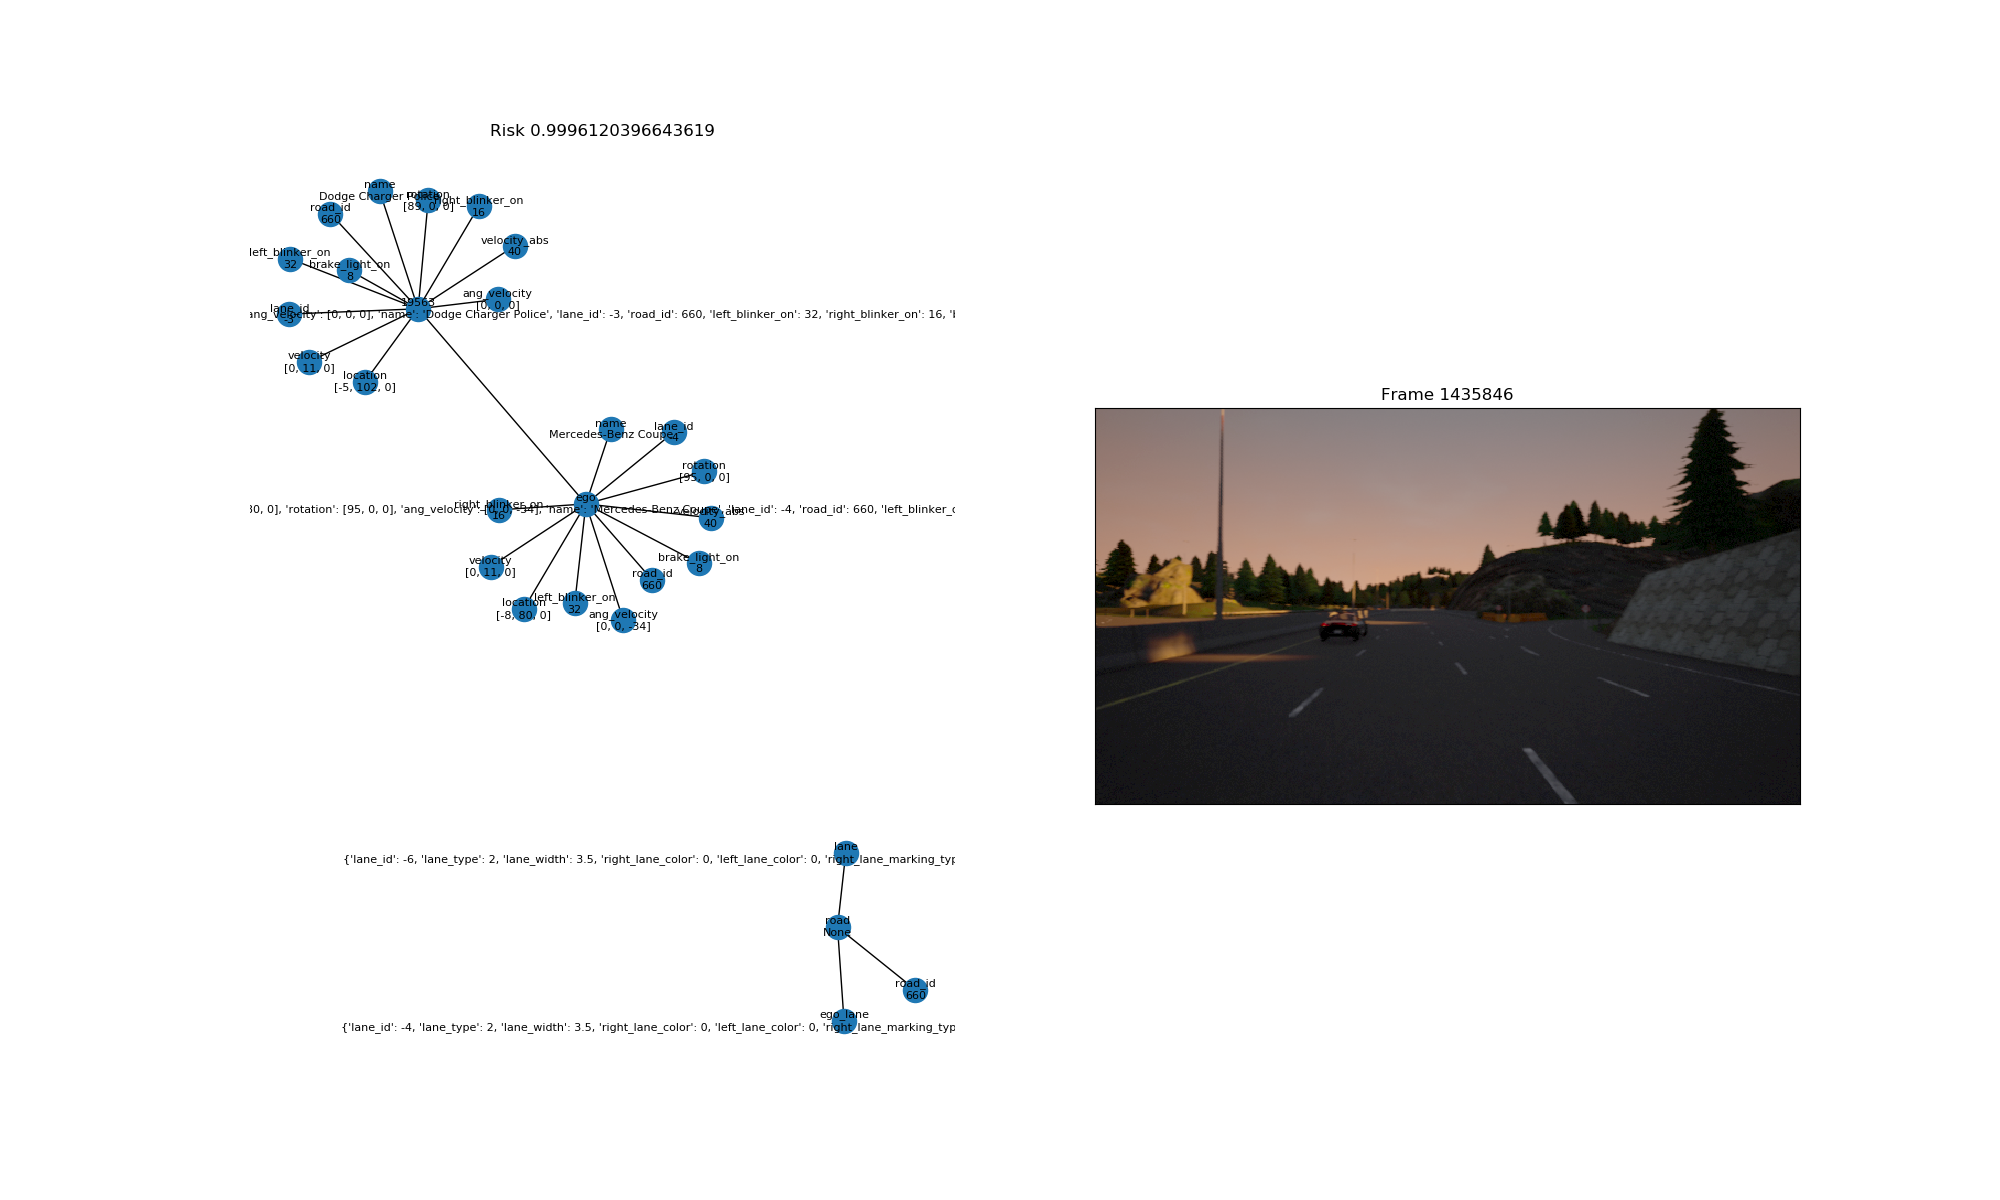 Risk 0.9996120396643619
name
Dodge Charger Police
rotation
[89, 0, 0]
right_blinker_on
16
road_id
660
velocity_abs
40
left_blinker_on
32
brake_light_on
8
ang_velocity
[0, 0, 0]
19563
lane_id
-3
ang_velocity': [0, 0, 0], 'name': 'Dodge Charger Police', 'lane_id': -3, 'road_id': 660, 'left_blinker_on': 32, 'right_blinker_on': 16, 'b
velocity
[0, 11, 0]
location
[-5, 102, 0]
Frame 1435846
name
Mercedes-Benz Coupe
lane_id
-4
rotation
[95, 0, 0]
ego
right_blinker_on
16
30, 0], 'rotation': [95, 0, 0], 'ang_velocity': [0, 0, -34], 'name': 'Mercedes-Benz Coupe', 'lane_id': -4, 'road_id': 660, 'left_blinker_o
velocity_abs
40
velocity
[0, 11, 0]
brake_light_on
8
road_id
660
location
[-8, 80, 0]
left_blinker_on
32
ang_velocity
[0, 0, -34]
lane
{'lane_id': -6, 'lane_type': 2, 'lane_width': 3.5, 'right_lane_color': 0, 'left_lane_color': 0, 'right_lane_marking_typ
road
None
road_id
660
ego_lane
{'lane_id': -4, 'lane_type': 2, 'lane_width': 3.5, 'right_lane_color': 0, 'left_lane_color': 0, 'right_lane_marking_typ